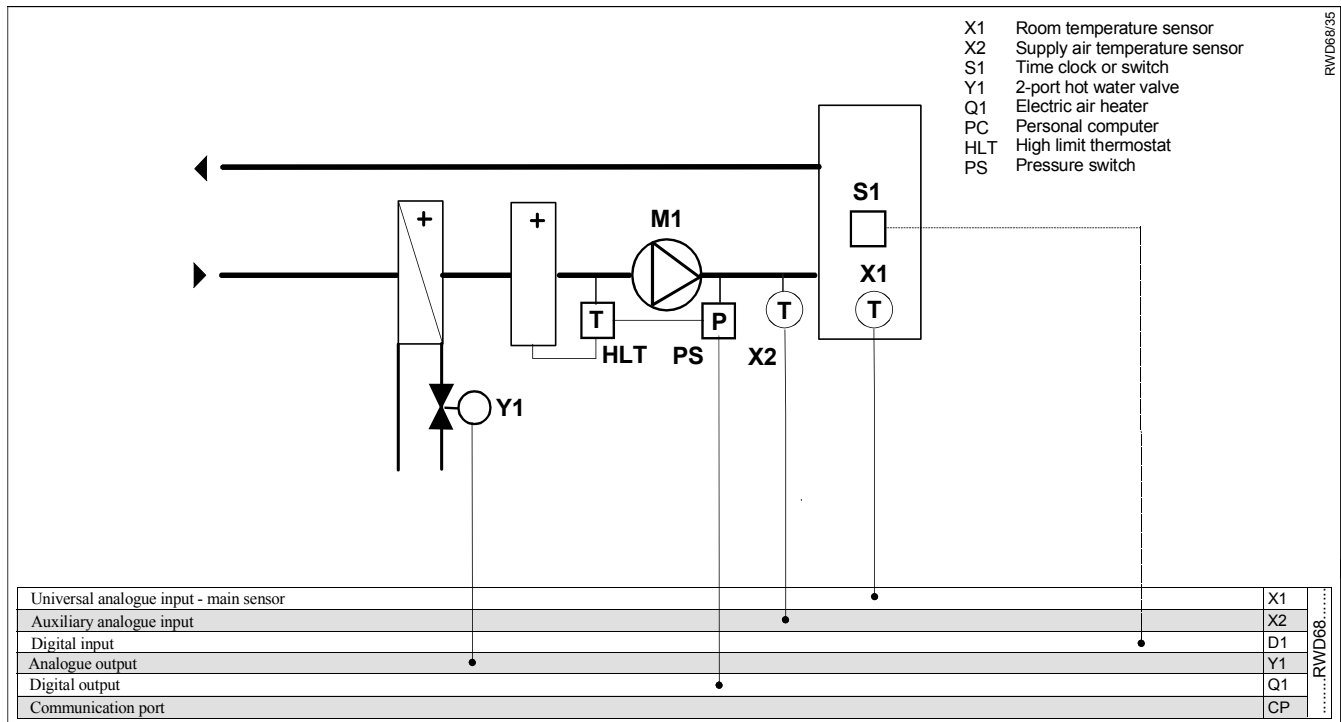 X1 Room temperature sensor
X2 Supply air temperature sensor
S1 Time clock or switch
Y1 2-port hot water valve
Q1 Electric air heater
PC Personal computer
HLT High limit thermostat
PS Pressure switch
RWD68/35
S1
+ + M1
X1
T P T T
HLT PS X2
Y1
Universal analogue input - main sensor X1
Auxiliary analogue input X2
Digital input D1
Analogue output Y1
Digital output Q1
Communication port CP
.........RWD68.......